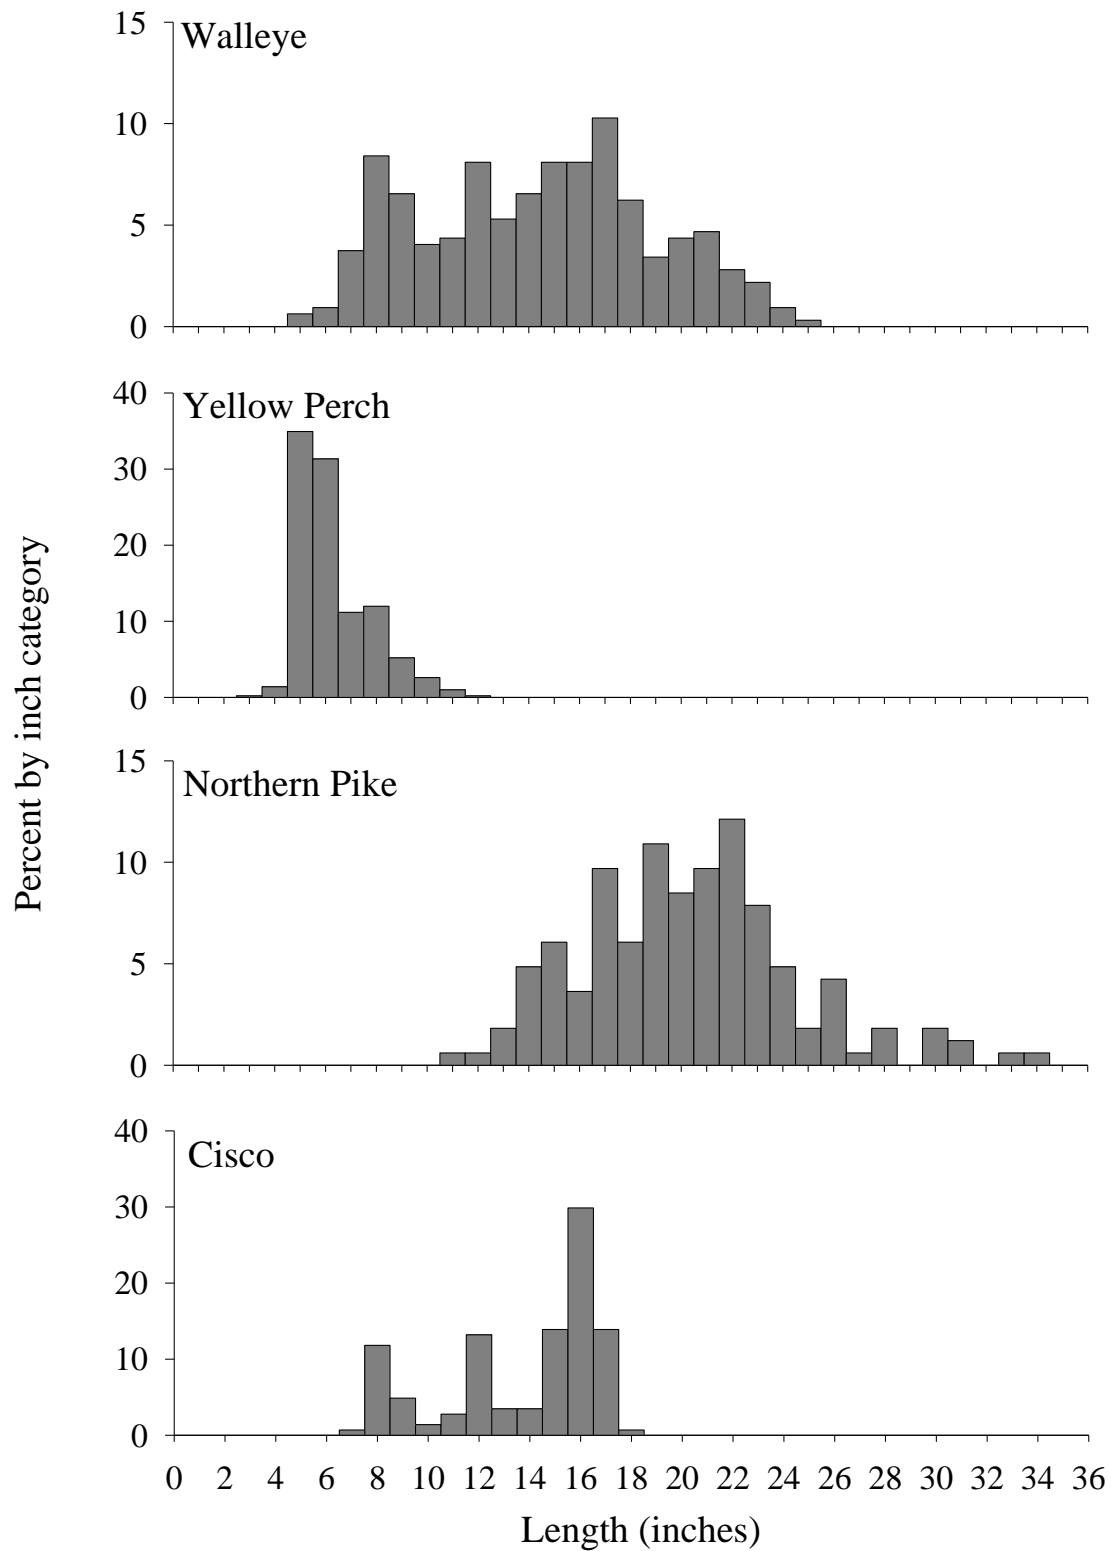 Percent by inch category
Walleye
15
10
5
0
Yellow Perch
40
30
20
10
0
Northern Pike
15
10
5
0
Cisco
40
30
20
10
0
0 2 4 6 8 10 12 14 16 18 20 22 24 26 28 30 32 34 36
Length (inches)